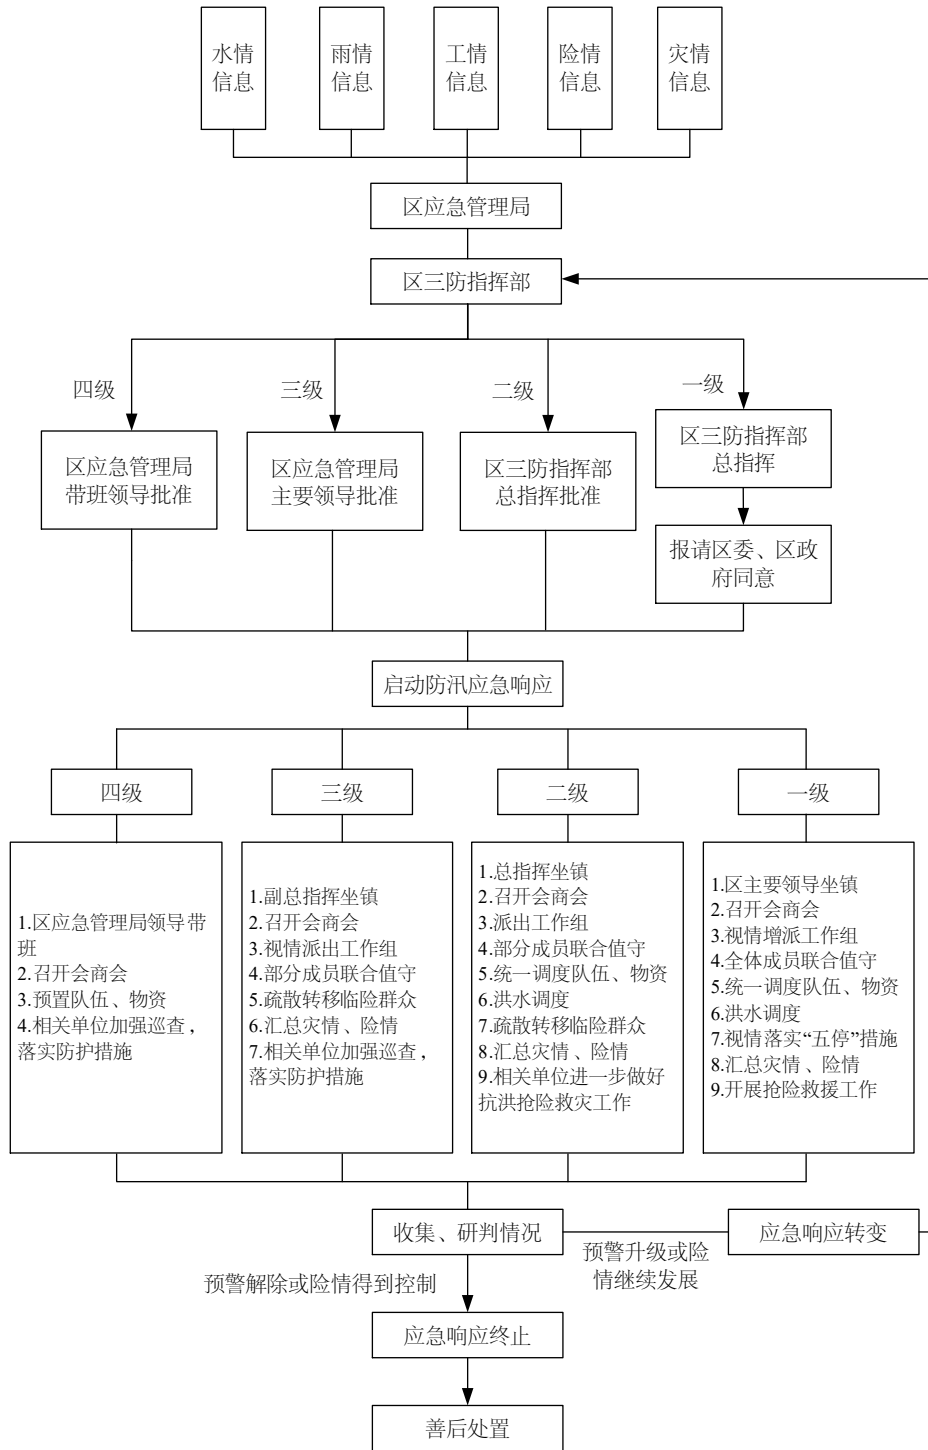 水情
信息
雨情
信息
工情
信息
险情
信息
灾情
信息
区应急管理局
区三防指挥部
四级
三级
二级
一级
区应急管理局
带班领导批准
区应急管理局
主要领导批准
区三防指挥部
总指挥批准
区三防指挥部
总指挥
报请区委、区政
府同意
启动防汛应急响应
四级
三级
二级
一级
1.区应急管理局领导带
班
2.召开会商会
3.预置队伍、物资
4.相关单位加强巡查，
落实防护措施
1.副总指挥坐镇
2.召开会商会
3.视情派出工作组
4.部分成员联合值守
5.疏散转移临险群众
6.汇总灾情、险情
7.相关单位加强巡查，
落实防护措施
1.总指挥坐镇
2.召开会商会
3.派出工作组
4.部分成员联合值守
5.统一调度队伍、物资
6.洪水调度
7.疏散转移临险群众
8.汇总灾情、险情
9.相关单位进一步做好
抗洪抢险救灾工作
1.区主要领导坐镇
2.召开会商会
3.视情增派工作组
4.全体成员联合值守
5.统一调度队伍、物资
6.洪水调度
7.视情落实“五停”措施
8.汇总灾情、险情
9.开展抢险救援工作
收集、研判情况
应急响应转变
预警升级或险
情继续发展
预警解除或险情得到控制
应急响应终止
善后处置